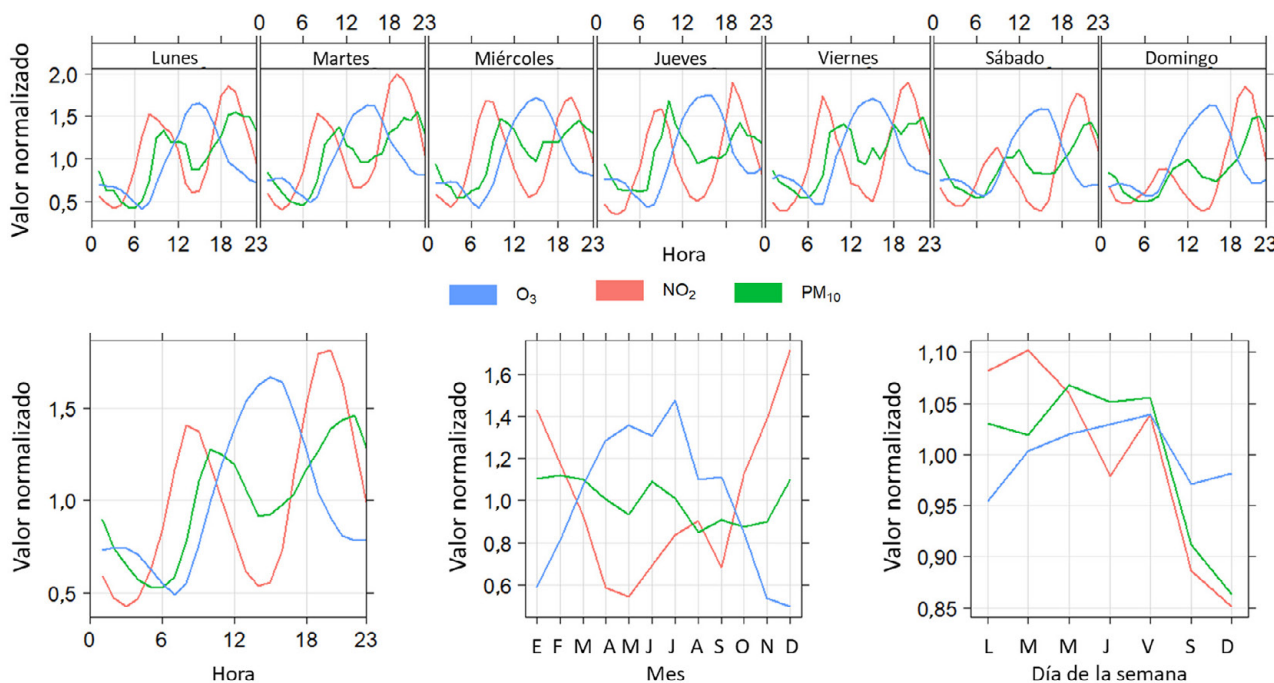 0 6 12 18 23 0 6 12 18 23 0 6 12 18 23
Lunes Martes Miércoles Jueves Viernes Sábado Domingo
Valor normalizado
2,0
1,5
1,0
0,5
0 6 12 18 23 0 6 12 18 23 0 6 12 18 23 0 6 12 18 23
Hora
O₃ NO₂ PM₁₀
Valor normalizado
1,5
1,0
0,5
0 6 12 18 23
Hora
Valor normalizado
1,6
1,4
1,2
1,0
0,8
0,6
E F M A M J J A S O N D
Mes
Valor normalizado
1,10
1,05
1,00
0,95
0,90
0,85
L M M J V S D
Día de la semana